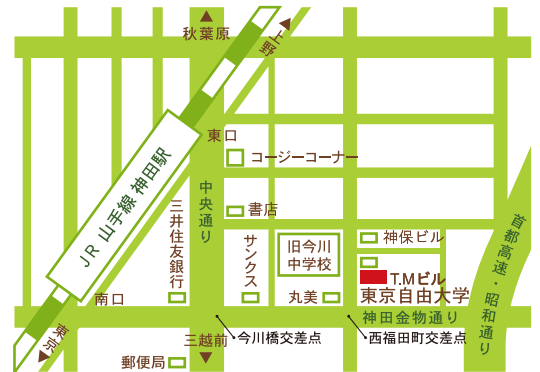 秋葉原
上野
東口
コージーコーナー
JR 山手線 神田駅
中央通り
書店
三井住友銀行
サンクス
旧今川
中学校
神保ビル
T.Mビル
東京自由大学
首都高速・昭和通り
南口
丸美
神田金物通り
東京
三越前
今川橋交差点
西福田町交差点
郵便局